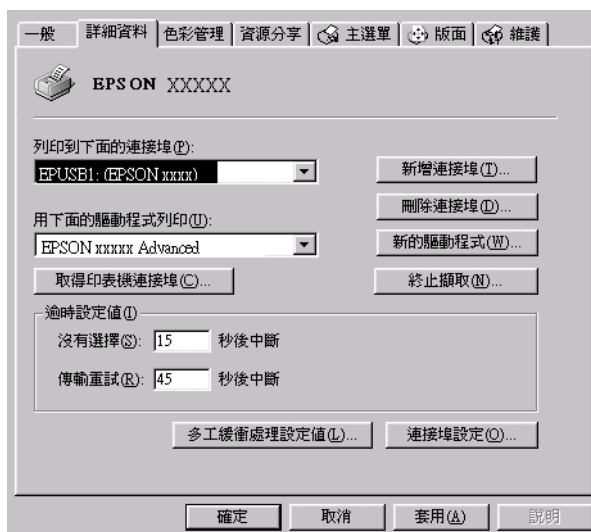 一般 詳細資料 色彩管理 資源分享 主選單 版面 維護
EPSON XXXXX
列印到下面的連接埠(P):
EPUSB1: (EPSON xxxx)
新增連接埠(T)...
刪除連接埠(D)...
用下面的驅動程式列印(U):
EPSON xxxxx Advanced
新的驅動程式(W)...
取得印表機連接埠(C)...
終止擷取(N)...
逾時設定值(I)
沒有選擇(S): 15 秒後中斷
傳輸重試(R): 45 秒後中斷
多工緩衝處理設定值(L)... 連接埠設定(O)...
確定 取消 套用(A) 說明